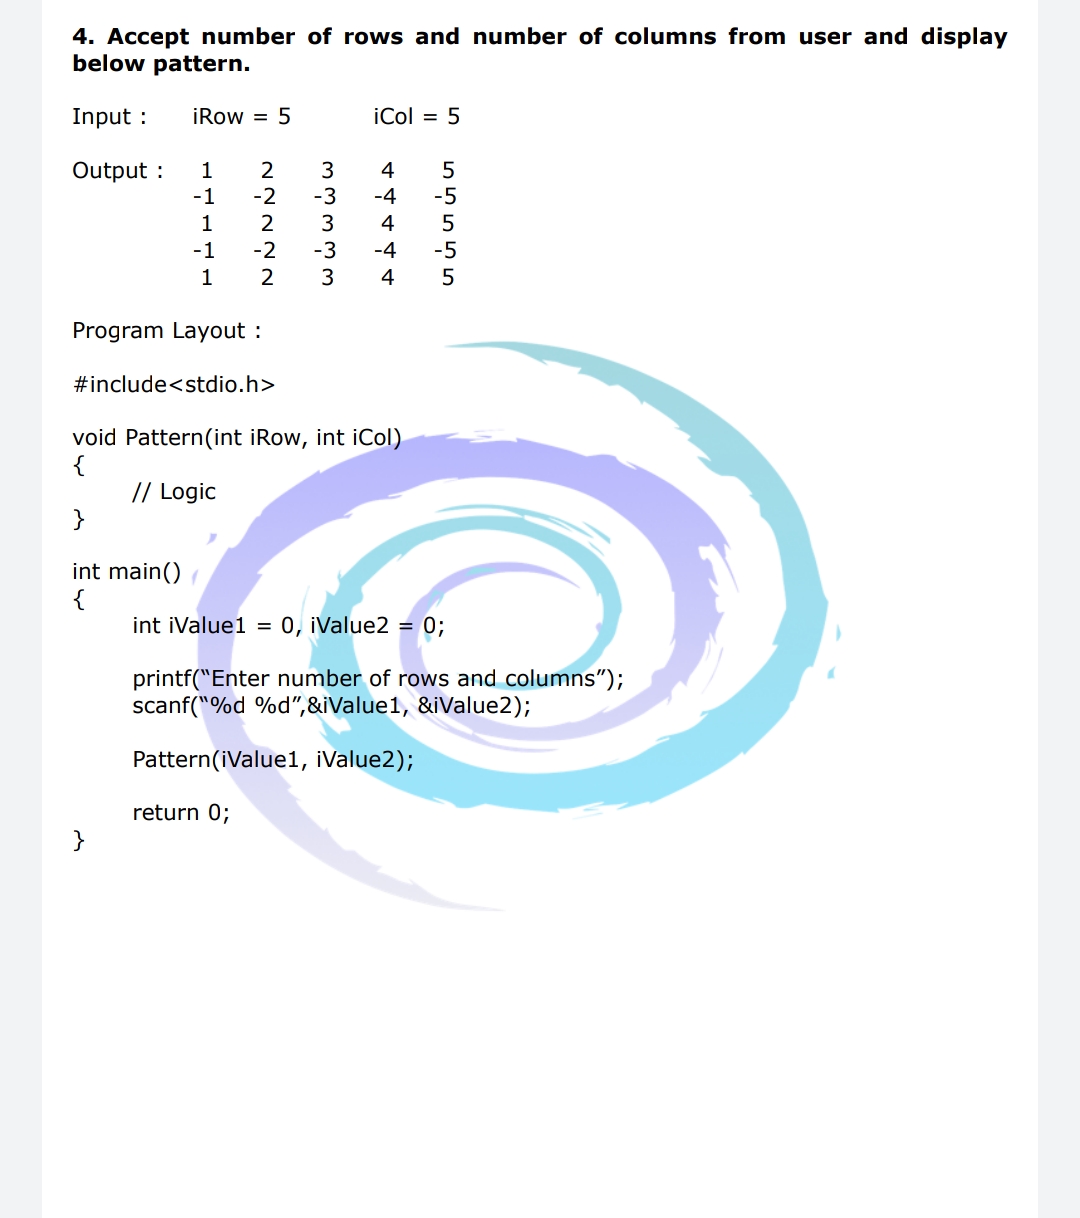 4. Accept number of rows and number of columns from user and display
below pattern.
Input : iRow = 5 iCol = 5
Output : 1 2 3 4 5
-1 -2 -3 -4 -5
1 2 3 4 5
-1 -2 -3 -4 -5
1 2 3 4 5
Program Layout :
#include<stdio.h>
void Pattern(int iRow, int iCol)
{
// Logic
}
int main()
{
int iValue1 = 0, iValue2 = 0;
printf(“Enter number of rows and columns”);
scanf(“%d %d”,&iValue1, &iValue2);
Pattern(iValue1, iValue2);
return 0;
}